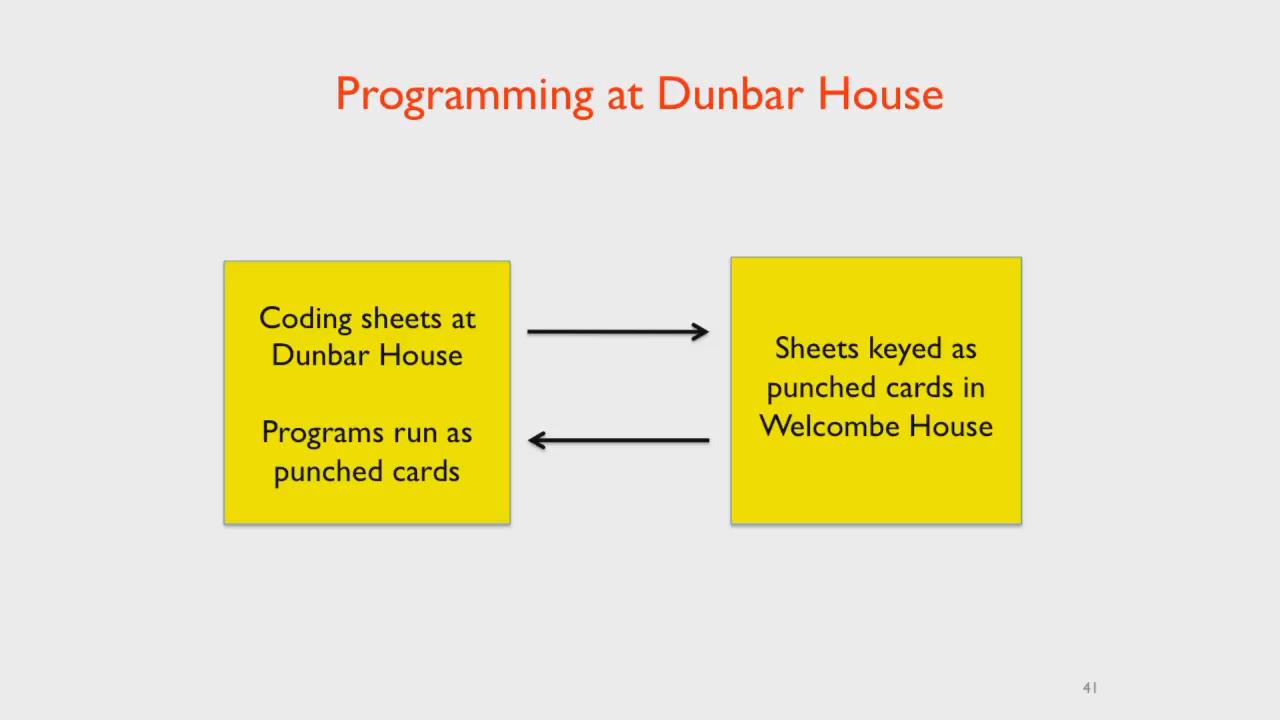 Programming at Dunbar House
Coding sheets at
Dunbar House
Programs run as
punched cards
Sheets keyed as
punched cards in
Welcombe House
41